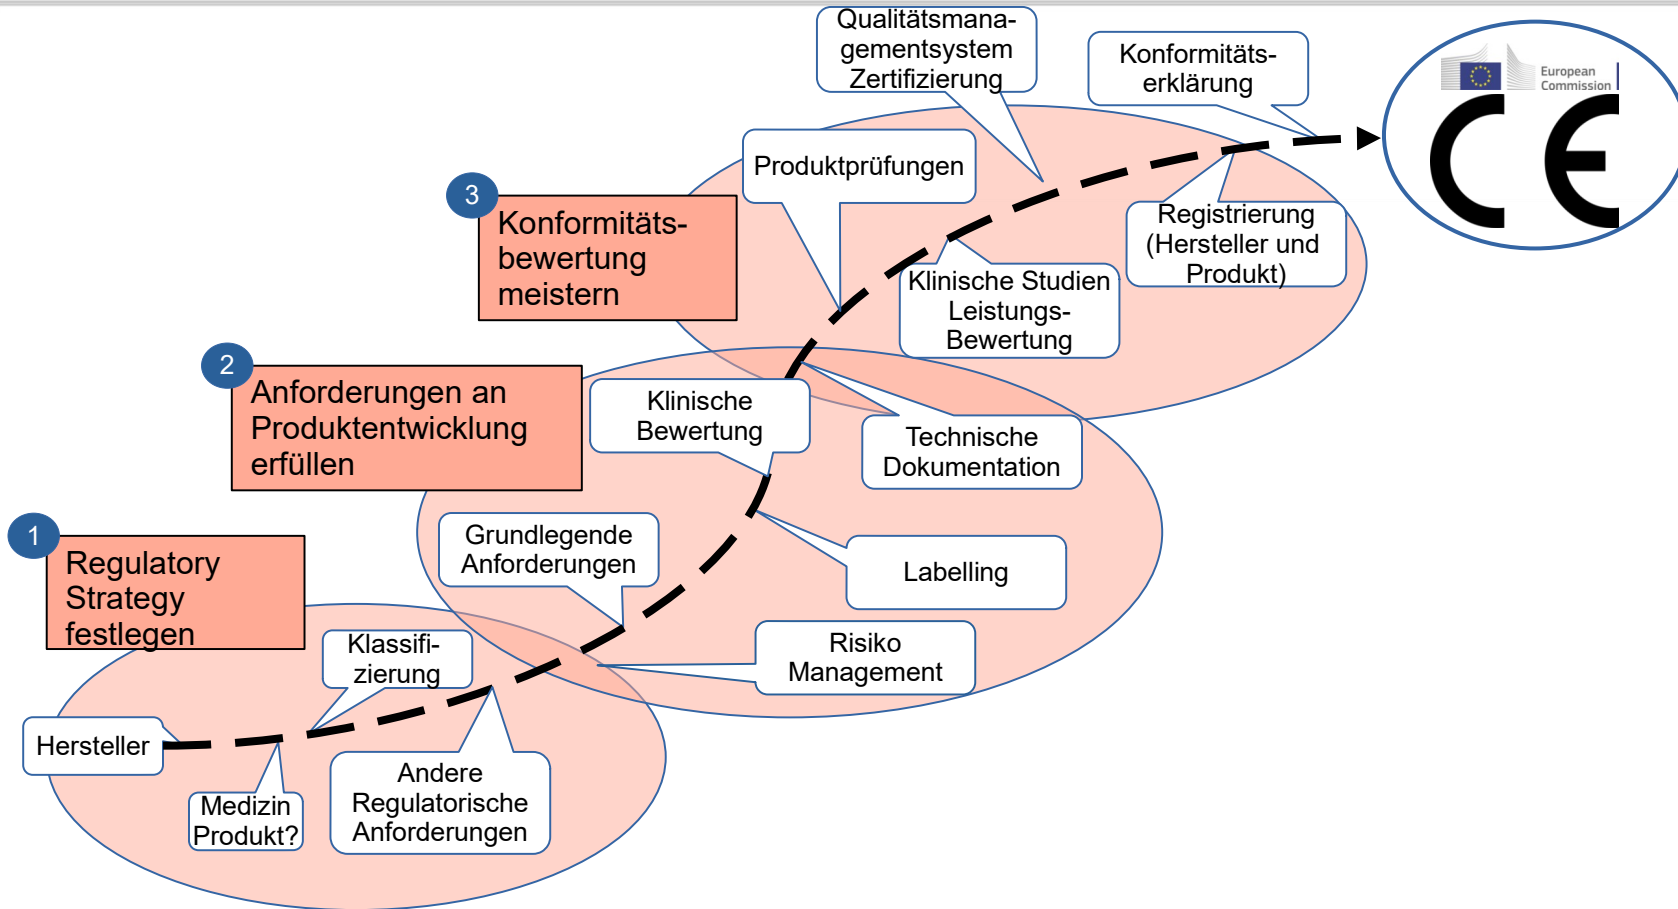 Qualitätsmana-
gementsystem
Zertifizierung
Konformitäts-
erklärung
European
Commission
CE
Produktprüfungen
3
Konformitäts-
bewertung
meistern
Registrierung
(Hersteller und
Produkt)
Klinische Studien
Leistungs-
Bewertung
2
Anforderungen an
Produktentwicklung
erfüllen
Klinische
Bewertung
Technische
Dokumentation
1
Regulatory
Strategy
festlegen
Grundlegende
Anforderungen
Labelling
Klassifi-
zierung
Risiko
Management
Hersteller
Medizin
Produkt?
Andere
Regulatorische
Anforderungen